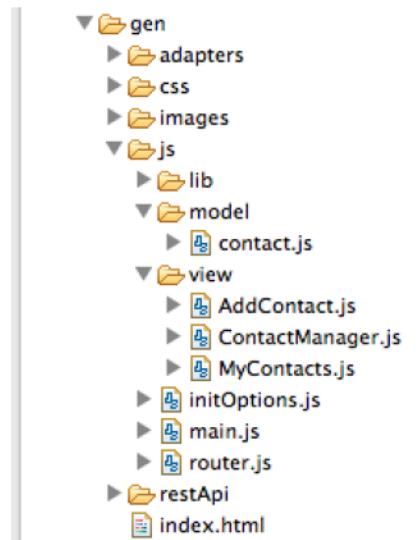 gen
adapters
css
images
js
lib
model
contact.js
view
AddContact.js
ContactManager.js
MyContacts.js
initOptions.js
main.js
router.js
restApi
index.html